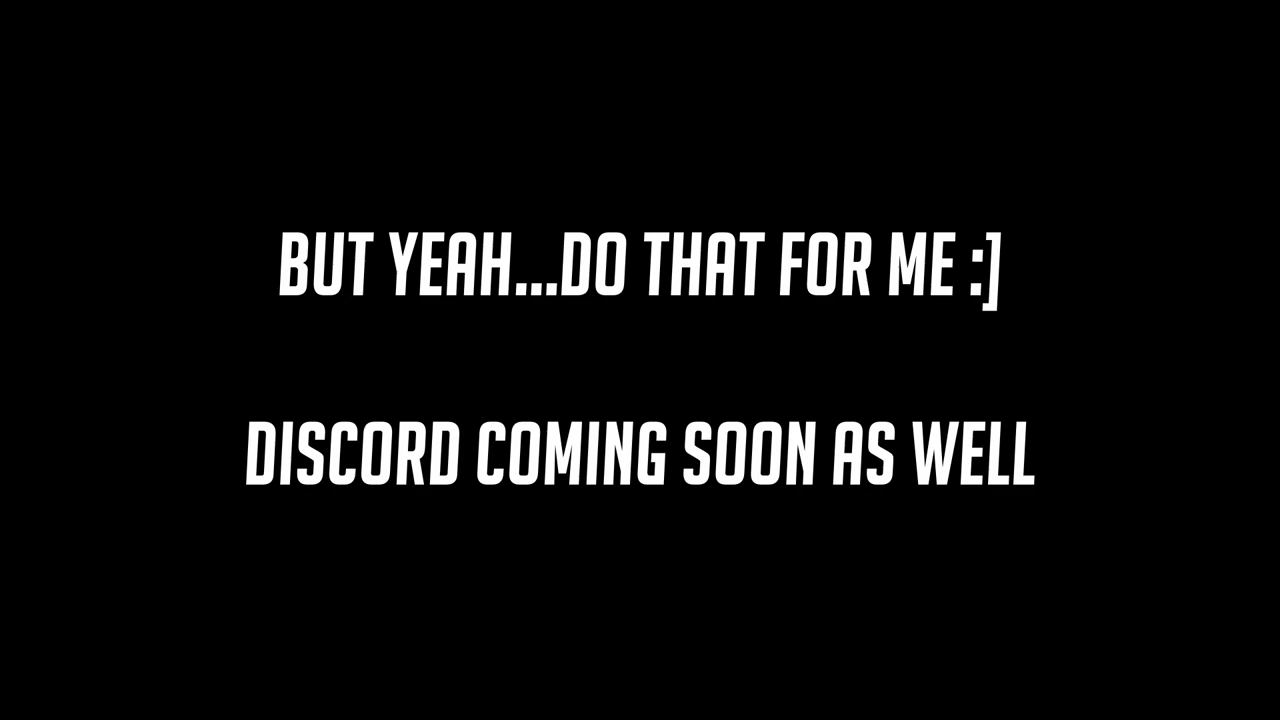 BUT YEAH...DO THAT FOR ME :]
DISCORD COMING SOON AS WELL